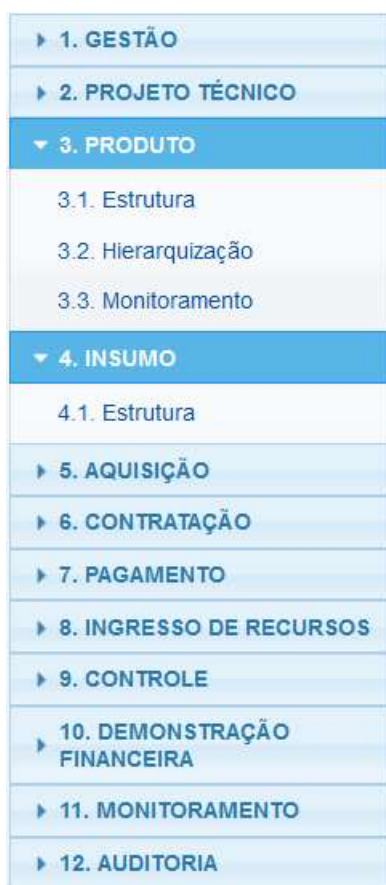 1. GESTÃO
2. PROJETO TÉCNICO
3. PRODUTO
3.1. Estrutura
3.2. Hierarquização
3.3. Monitoramento
4. INSUMO
4.1. Estrutura
5. AQUISIÇÃO
6. CONTRATAÇÃO
7. PAGAMENTO
8. INGRESSO DE RECURSOS
9. CONTROLE
10. DEMONSTRAÇÃO
FINANCEIRA
11. MONITORAMENTO
12. AUDITORIA